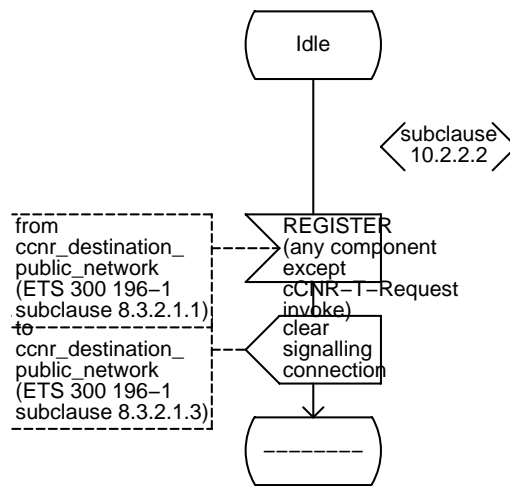 Idle
subclause
10.2.2.2
from
ccnr_destination_
public_network
(ETS 300 196−1
subclause 8.3.2.1.1)
REGISTER
(any component
except
cCNR−T−Request
invoke)
to
ccnr_destination_
public_network
(ETS 300 196−1
subclause 8.3.2.1.3)
clear
signalling
connection